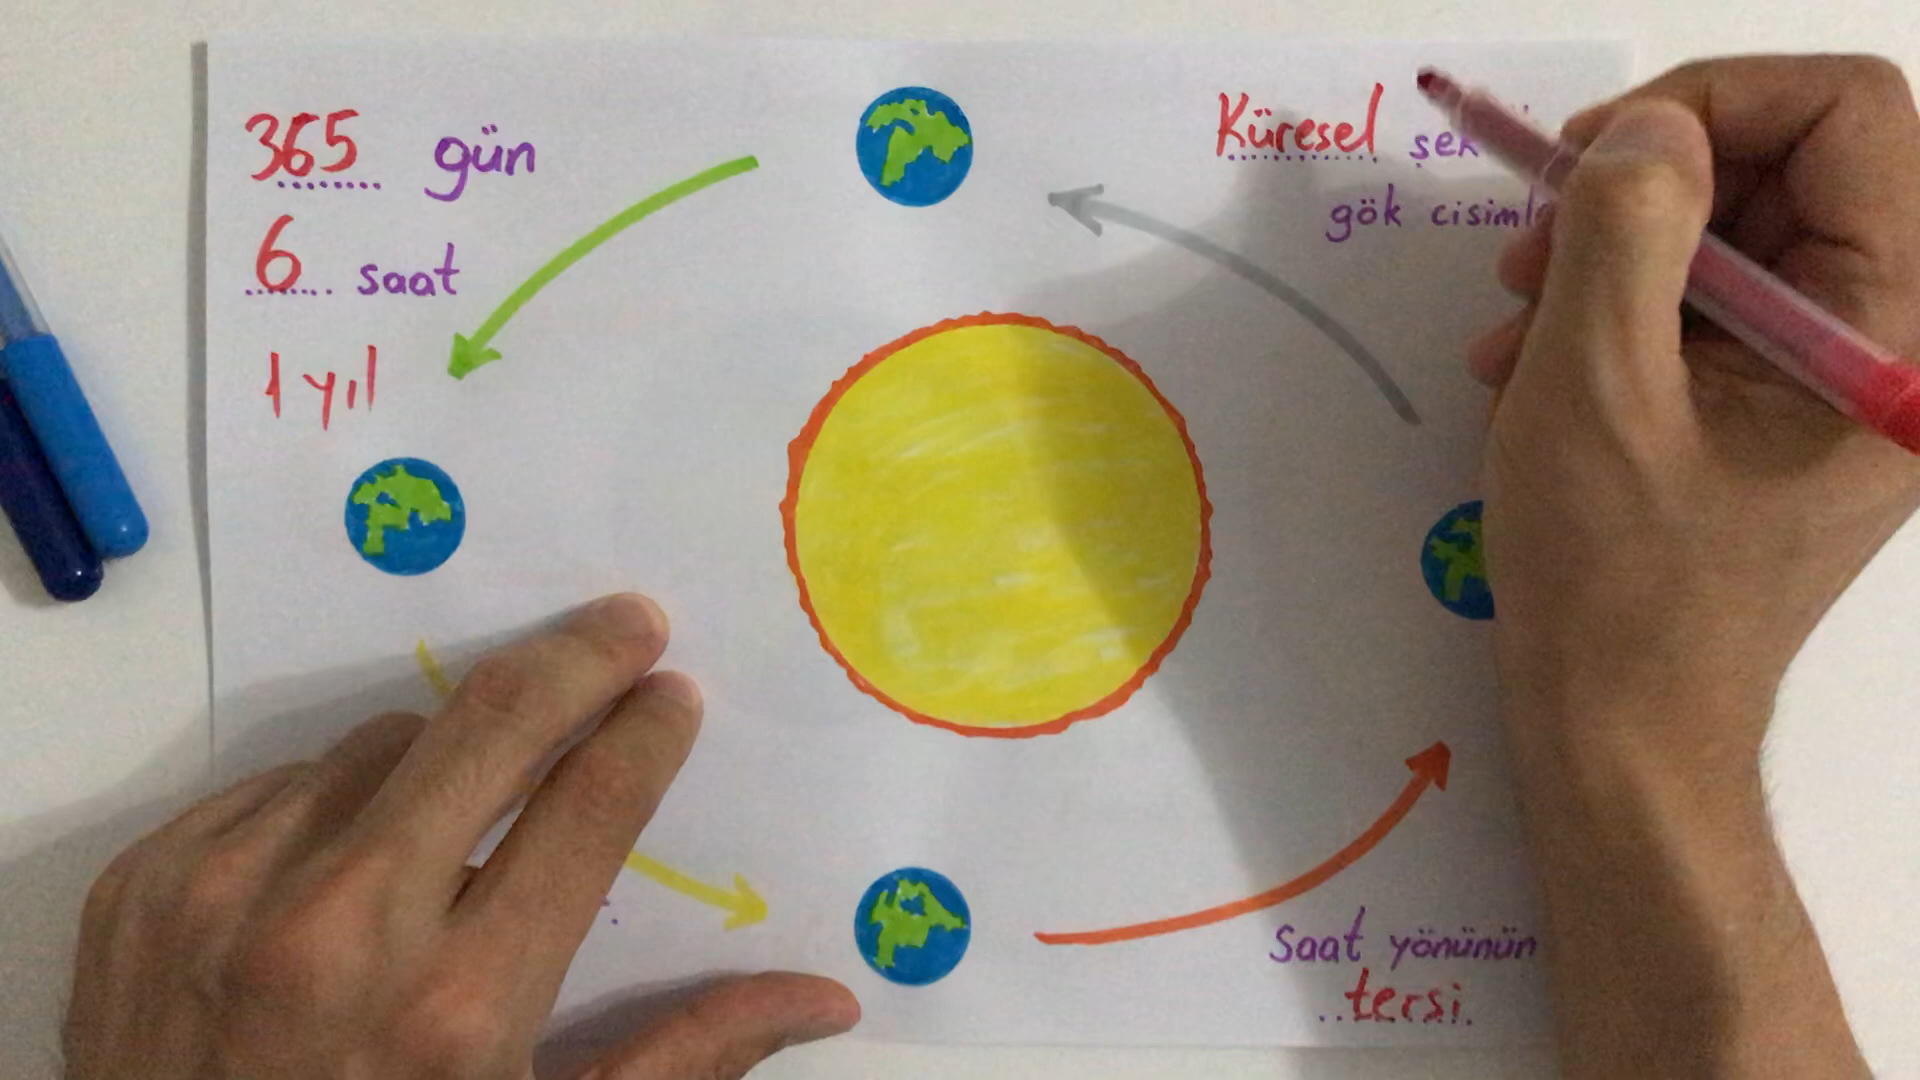 365 gün
6 saat
1 yıl
Küresel
gök
Saat yönünün
tersi